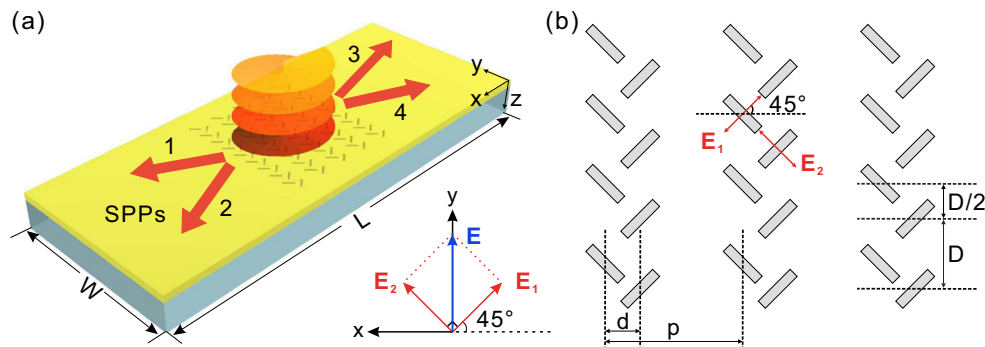 (a)
3
4
y
x
z
1
2
SPPs
L
W
y
E
E₂
E₁
45°
x
(b)
45°
E₁
E₂
D/2
D
d
p